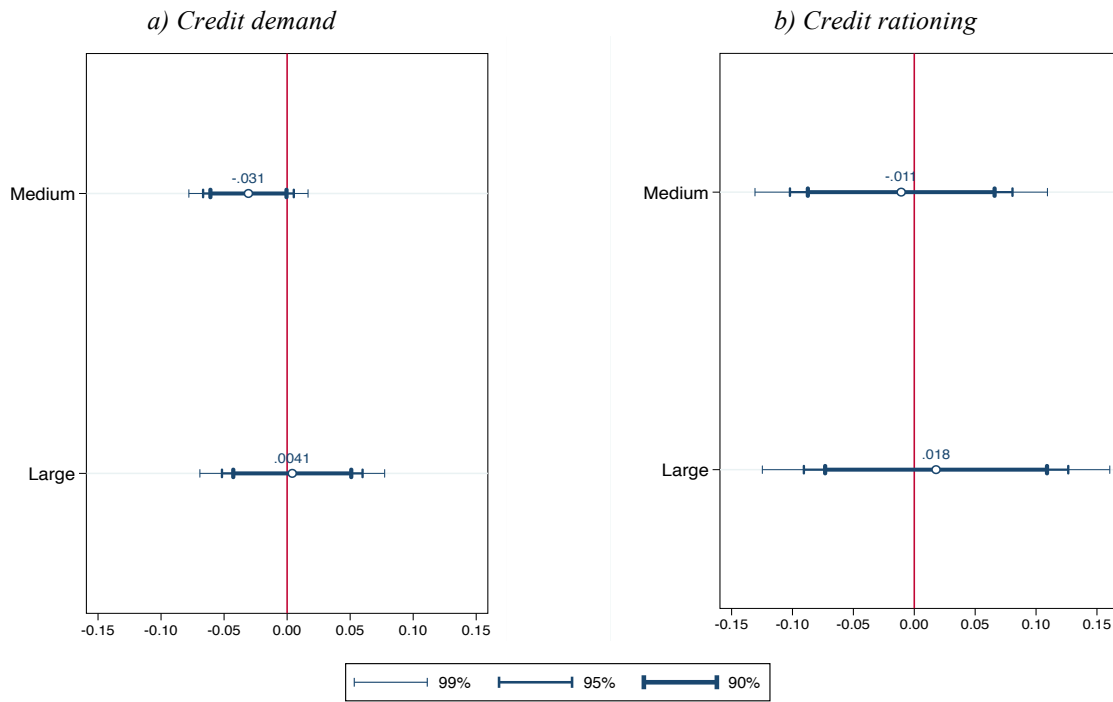 a) Credit demand
b) Credit rationing
-.031
Medium
.0041
Large
-0.15 -0.10 -0.05 0.00 0.05 0.10 0.15
-.011
Medium
.018
Large
-0.15 -0.10 -0.05 0.00 0.05 0.10 0.15
99% 95% 90%